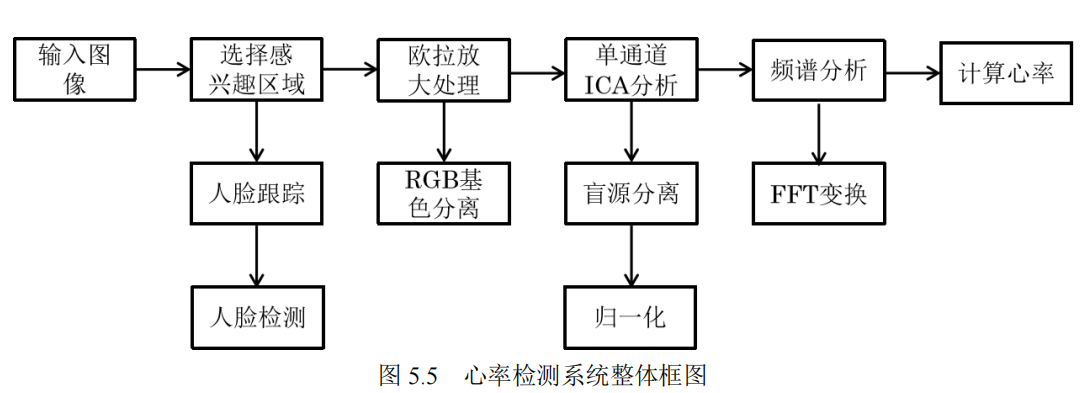 输入图
像
选择感
兴趣区域
欧拉放
大处理
单通道
ICA分析
频谱分析
计算心率
人脸跟踪
RGB基
色分离
盲源分离
FFT变换
人脸检测
归一化
图 5.5 心率检测系统整体框图